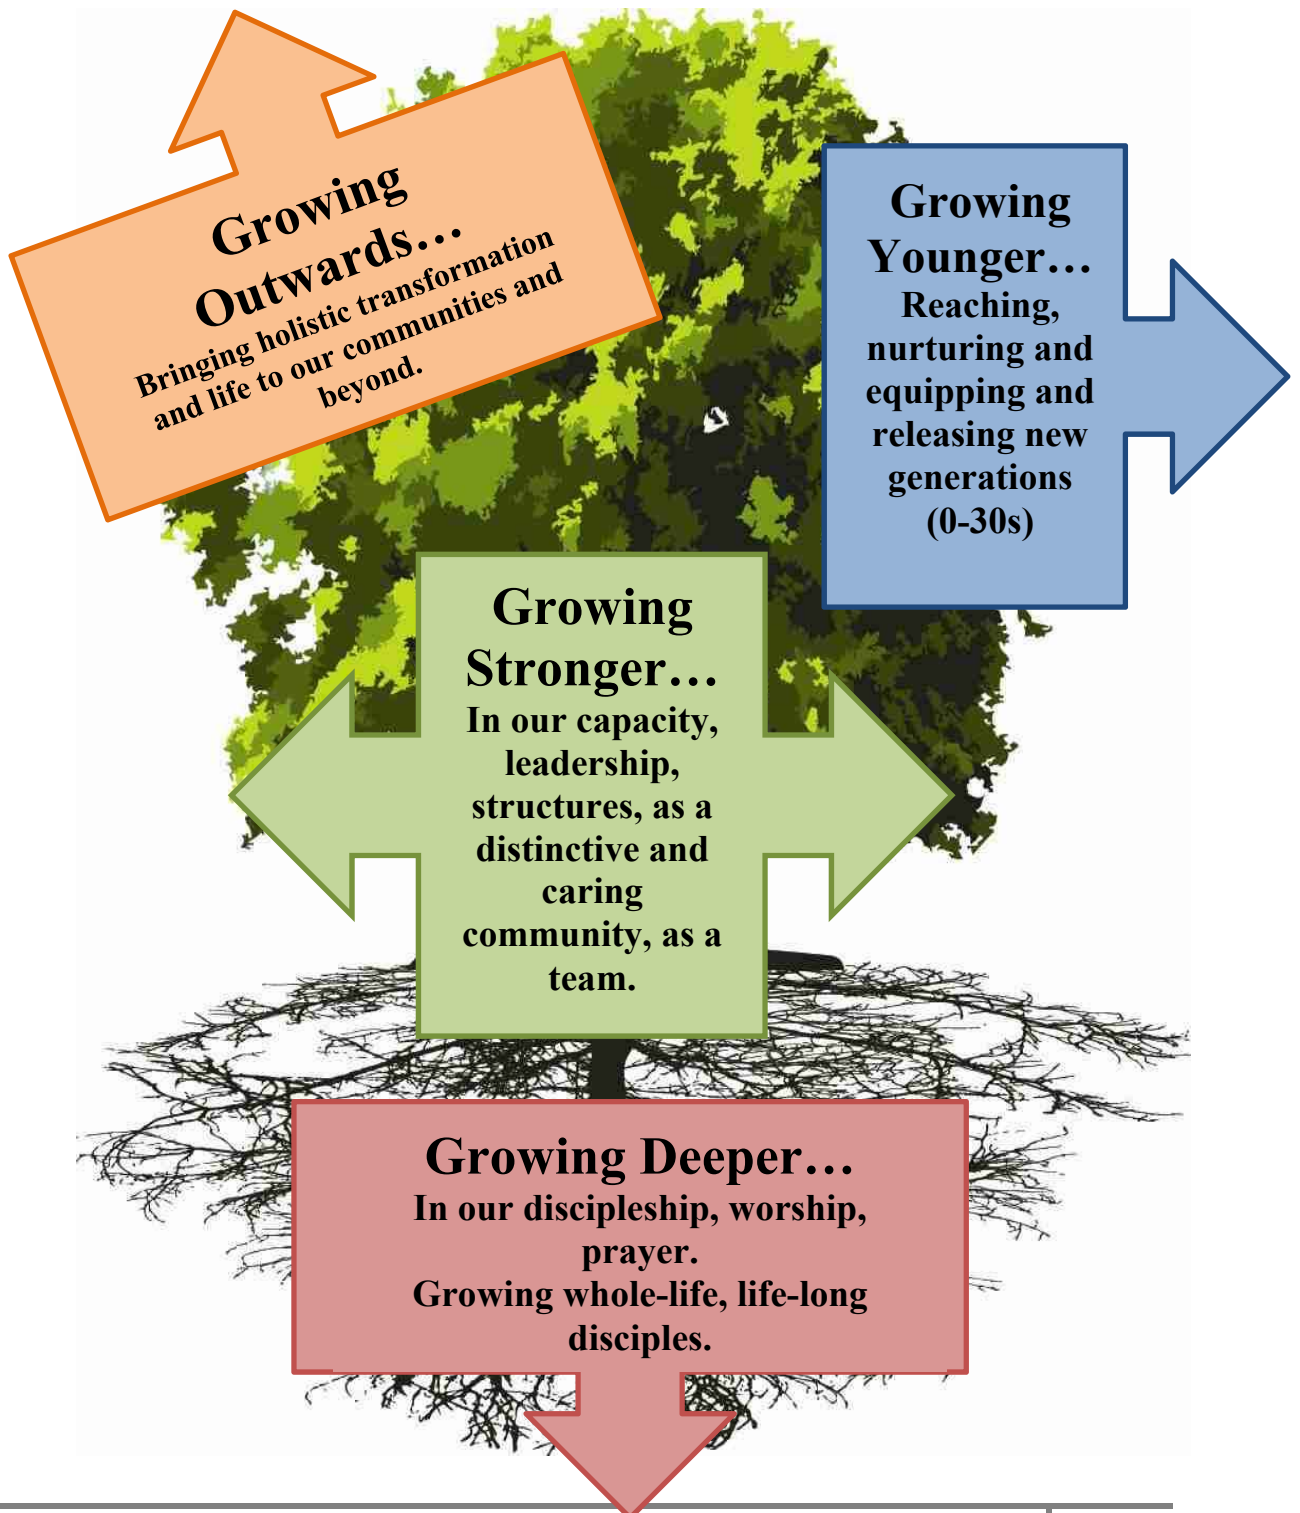 Growing
Outwards…
Bringing holistic transformation
and life to our communities and
beyond.
Growing
Younger…
Reaching,
nurturing and
equipping and
releasing new
generations
(0-30s)
Growing
Stronger…
In our capacity,
leadership,
structures, as a
distinctive and
caring
community, as a
team.
Growing Deeper…
In our discipleship, worship,
prayer.
Growing whole-life, life-long
disciples.